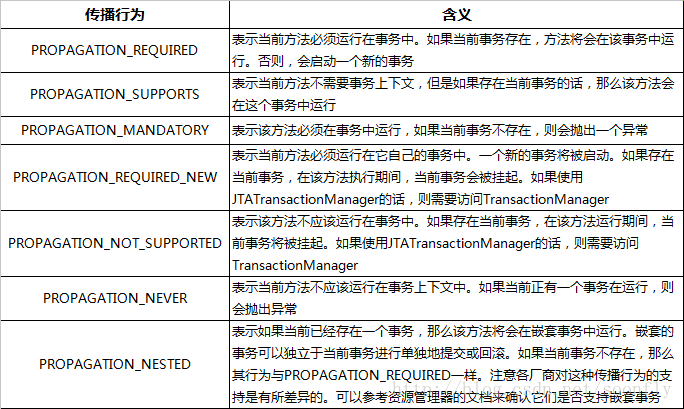 传播行为
含义
PROPAGATION_REQUIRED
表示当前方法必须运行在事务中。如果当前事务存在，方法将会在该事务中运
行。否则，会启动一个新的事务
PROPAGATION_SUPPORTS
表示当前方法不需要事务上下文，但是如果存在当前事务的话，那么该方法会
在这个事务中运行
PROPAGATION_MANDATORY
表示该方法必须在事务中运行，如果当前事务不存在，则会抛出一个异常
PROPAGATION_REQUIRED_NEW
表示当前方法必须运行在它自己的事务中。一个新的事务将被启动。如果存在
当前事务，在该方法执行期间，当前事务会被挂起。如果使用
JTATransactionManager的话，则需要访问TransactionManager
PROPAGATION_NOT_SUPPORTED
表示该方法不应该运行在事务中。如果存在当前事务，在该方法运行期间，当
前事务将被挂起。如果使用JTATransactionManager的话，则需要访问
TransactionManager
PROPAGATION_NEVER
表示当前方法不应该运行在事务上下文中。如果当前正有一个事务在运行，则
会抛出异常
PROPAGATION_NESTED
表示如果当前已经存在一个事务，那么该方法将会在嵌套事务中运行。嵌套的
事务可以独立于当前事务进行单独地提交或回滚。如果当前事务不存在，那么
其行为与PROPAGATION_REQUIRED一样。注意各厂商对这种传播行为的支
持是有所差异的。可以参考资源管理器的文档来确认它们是否支持嵌套事务
http://blog.csdn.net/soonfly